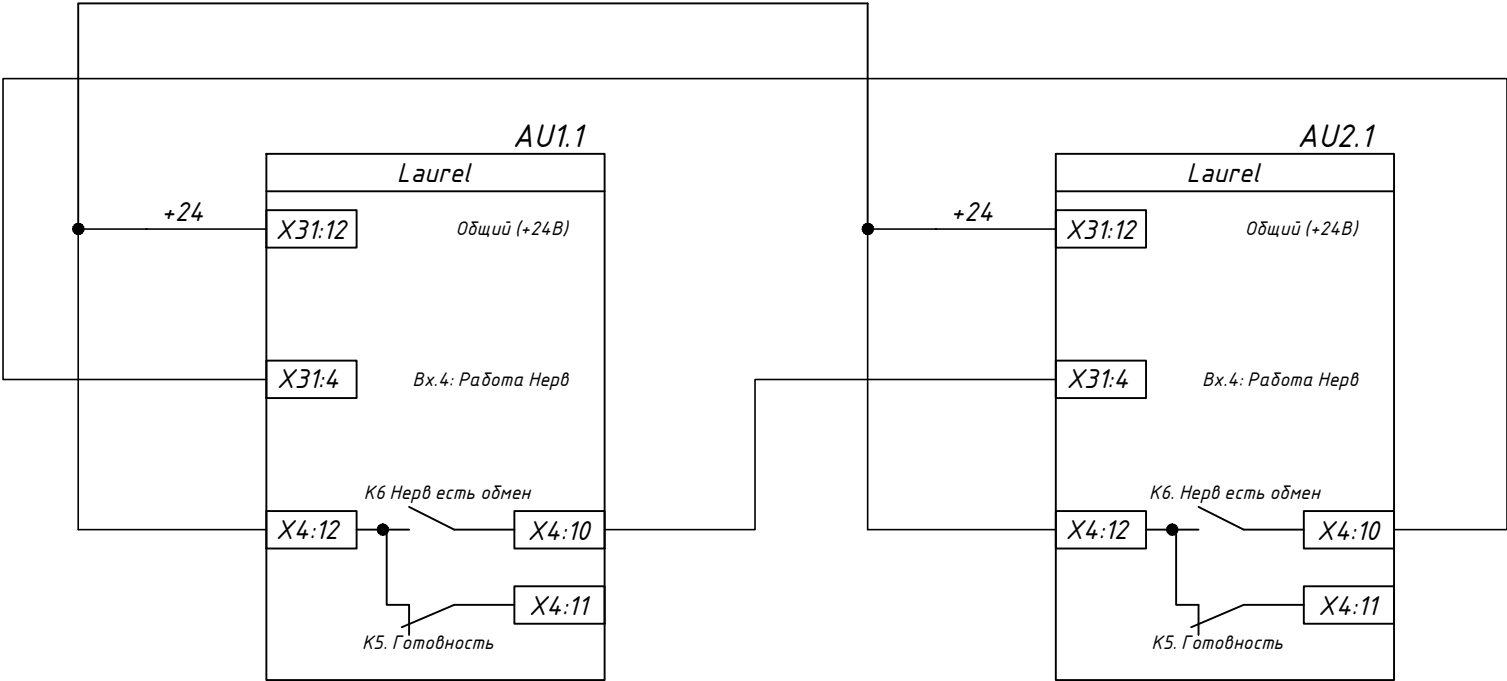 AU1.1
Laurel
+24
X31:12
Общий (+24В)
X31:4
Вх.4: Работа Нерв
К6 Нерв есть обмен
X4:12
X4:10
X4:11
К5. Готовность
AU2.1
Laurel
+24
X31:12
Общий (+24В)
X31:4
Вх.4: Работа Нерв
К6. Нерв есть обмен
X4:12
X4:10
X4:11
К5. Готовность